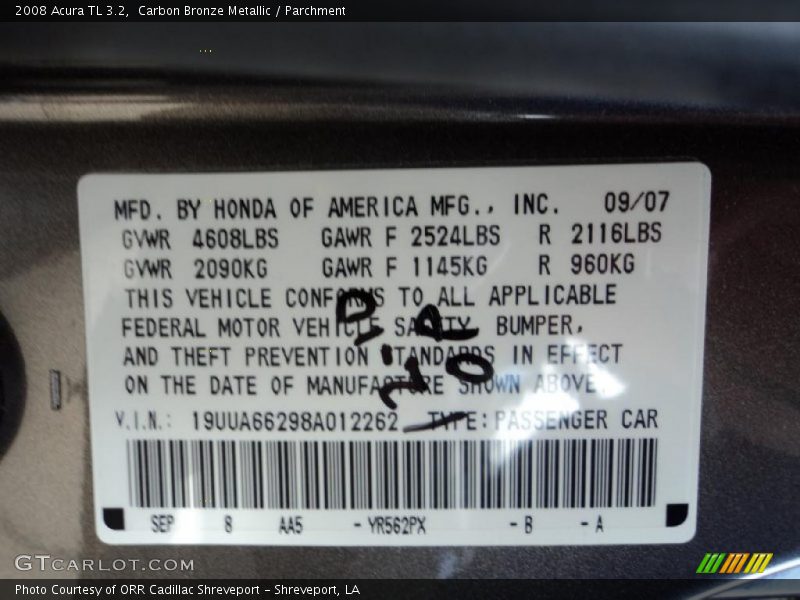 2008 Acura TL 3.2, Carbon Bronze Metallic / Parchment
MFD. BY HONDA OF AMERICA MFG., INC. 09/07
GVWR 4608LBS GAWR F 2524LBS R 2116LBS
GVWR 2090KG GAWR F 1145KG R 960KG
THIS VEHICLE CONFORMS TO ALL APPLICABLE
FEDERAL MOTOR VEHICLE SAFETY, BUMPER,
AND THEFT PREVENTION STANDARDS IN EFFECT
ON THE DATE OF MANUFACTURE SHOWN ABOVE.
V.I.N.: 19UUA66298A012262 TYPE: PASSENGER CAR
SEP 8 AA5 - YR562PX - B - A
GTCARLOT.COM
Photo Courtesy of ORR Cadillac Shreveport - Shreveport, LA